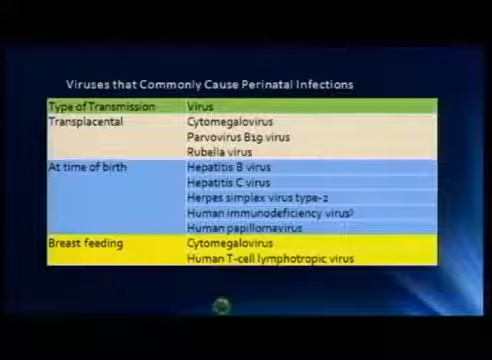 Viruses that Commonly Cause Perinatal Infections
Type of Transmission Virus
Transplacental Cytomegalovirus
Parvovirus B19 virus
Rubella virus
At time of birth Hepatitis B virus
Hepatitis C virus
Herpes simplex virus type-2
Human immunodeficiency virus?
Human papillomavirus
Breast feeding Cytomegalovirus
Human T-cell lymphotropic virus